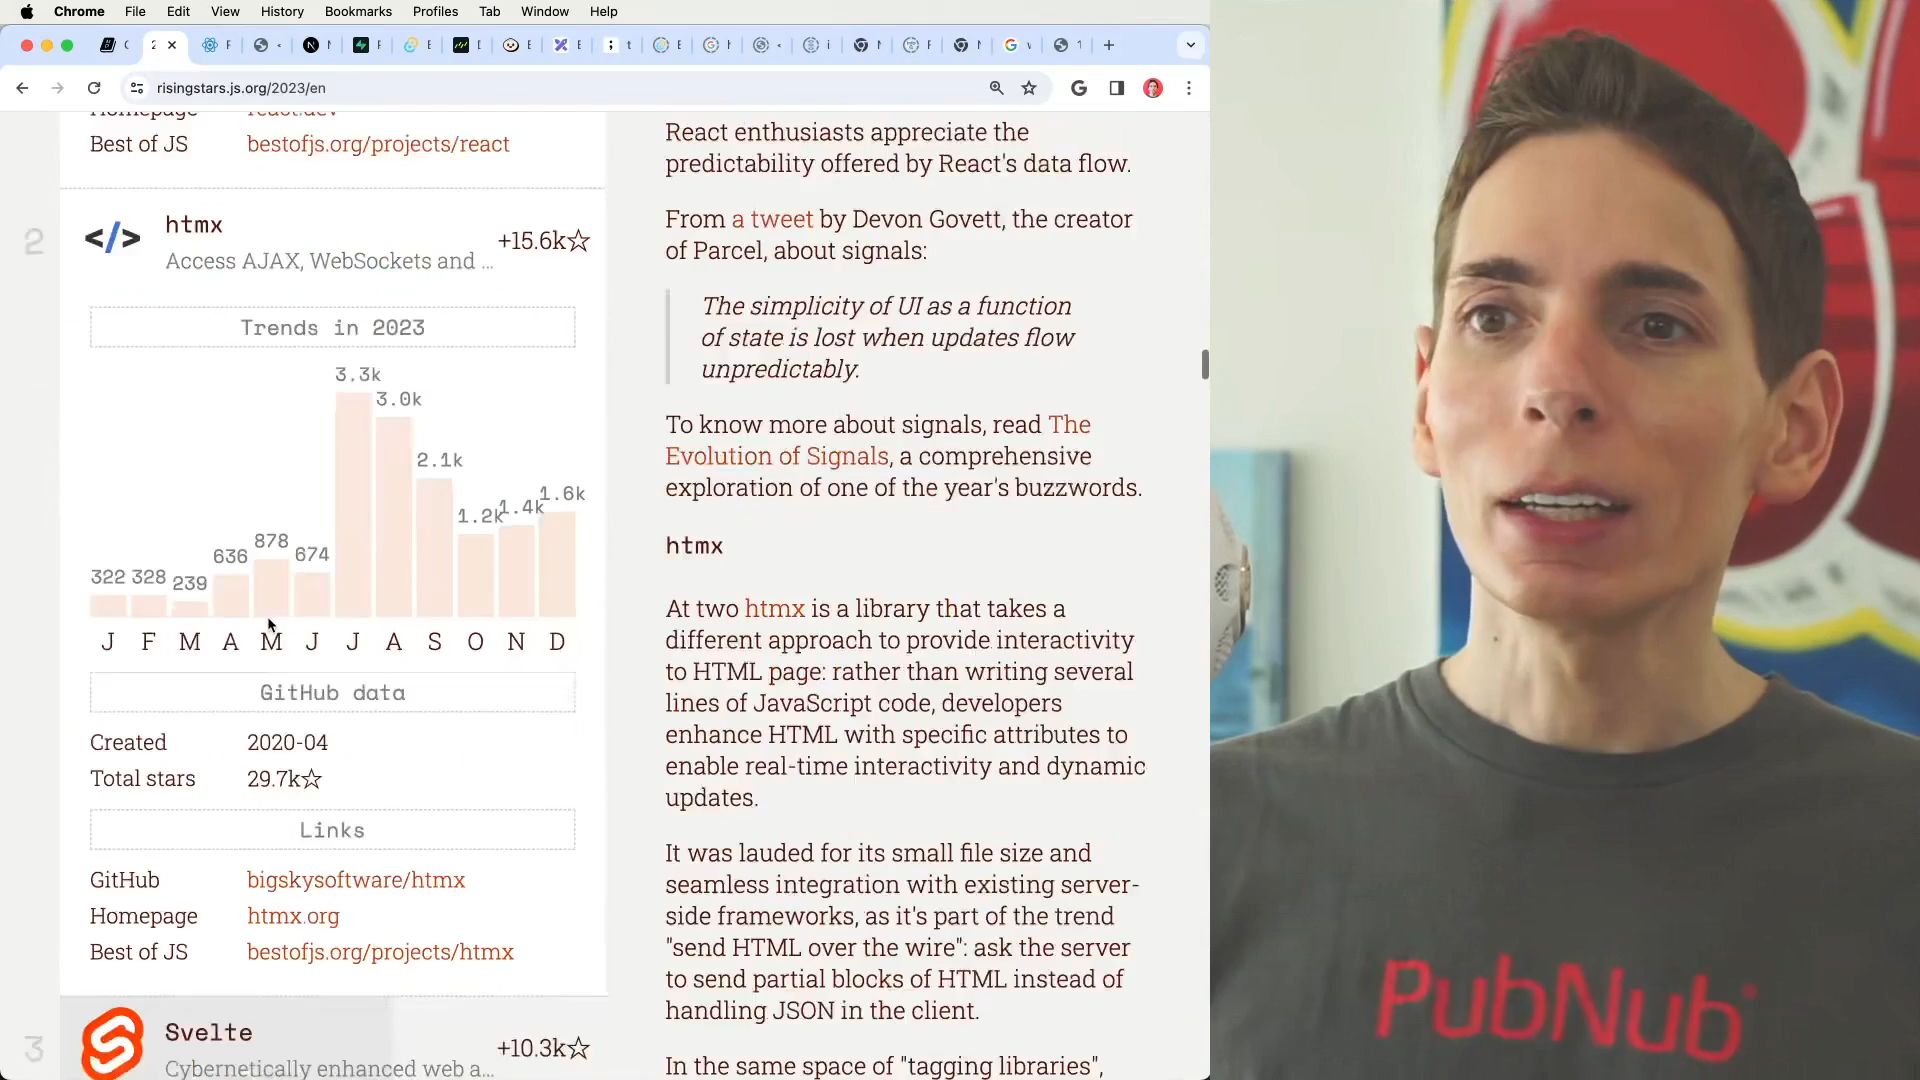 Chrome File Edit View History Bookmarks Profiles Tab Window Help
risingstars.js.org/2023/en
Homepage react.dev
Best of JS bestofjs.org/projects/react
2
</>
htmx
+15.6k☆
Access AJAX, WebSockets and ...
Trends in 2023
3.3k
3.0k
2.1k
1.6k
1.4k
1.2k
878
674
636
322 328 239
J F M A M J J A S O N D
GitHub data
Created 2020-04
Total stars 29.7k☆
Links
GitHub bigskysoftware/htmx
Homepage htmx.org
Best of JS bestofjs.org/projects/htmx
3
Svelte
+10.3k☆
Cybernetically enhanced web a...
React enthusiasts appreciate the
predictability offered by React's data flow.
From a tweet by Devon Govett, the creator
of Parcel, about signals:
The simplicity of UI as a function
of state is lost when updates flow
unpredictably.
To know more about signals, read The
Evolution of Signals, a comprehensive
exploration of one of the year's buzzwords.
htmx
At two htmx is a library that takes a
different approach to provide interactivity
to HTML page: rather than writing several
lines of JavaScript code, developers
enhance HTML with specific attributes to
enable real-time interactivity and dynamic
updates.
It was lauded for its small file size and
seamless integration with existing server-
side frameworks, as it's part of the trend
"send HTML over the wire": ask the server
to send partial blocks of HTML instead of
handling JSON in the client.
In the same space of "tagging libraries",
PubNub